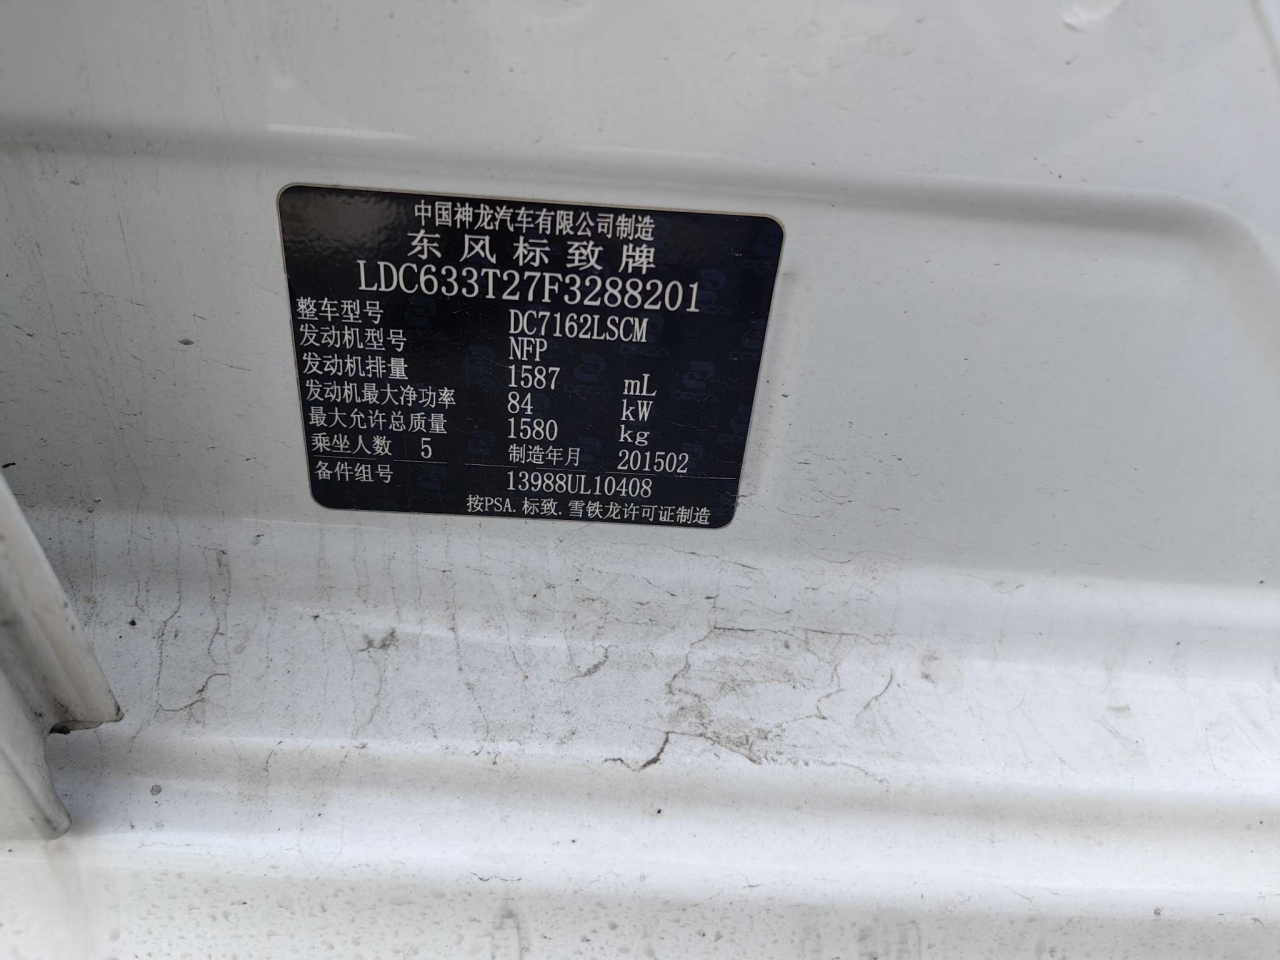 中国神龙汽车有限公司制造
东风标致牌
LDC633T27F3288201
整车型号 DC7162LSCM
发动机型号 NFP
发动机排量 1587 mL
发动机最大净功率 84 kW
最大允许总质量 1580 kg
乘坐人数 5 制造年月 201502
备件组号 13988UL10408
按PSA.标致.雪铁龙许可证制造